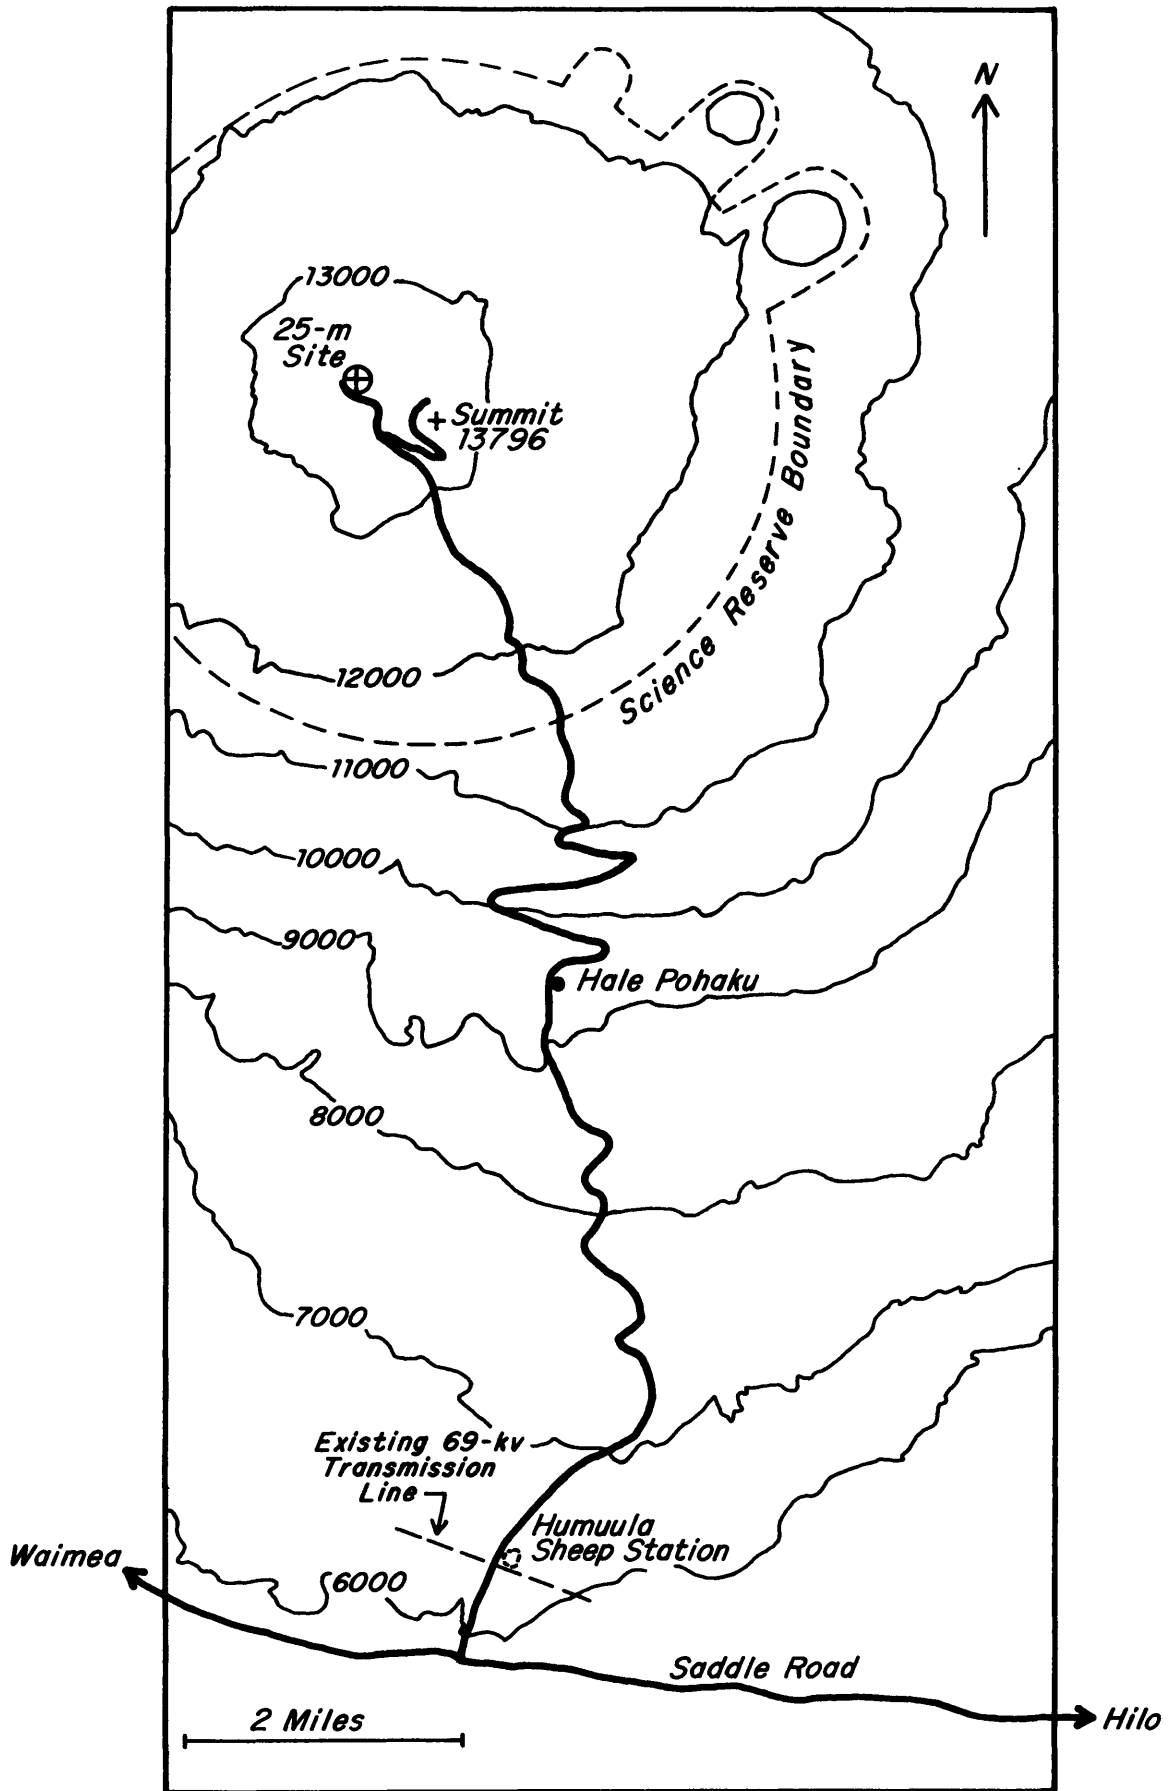 N
13000
25-m
Site
Summit
13796
Science Reserve Boundary
12000
11000
10000
9000
Hale Pohaku
8000
7000
Existing 69-kv
Transmission
Line
Humuula
Sheep Station
Waimea
6000
Saddle Road
2 Miles
Hilo